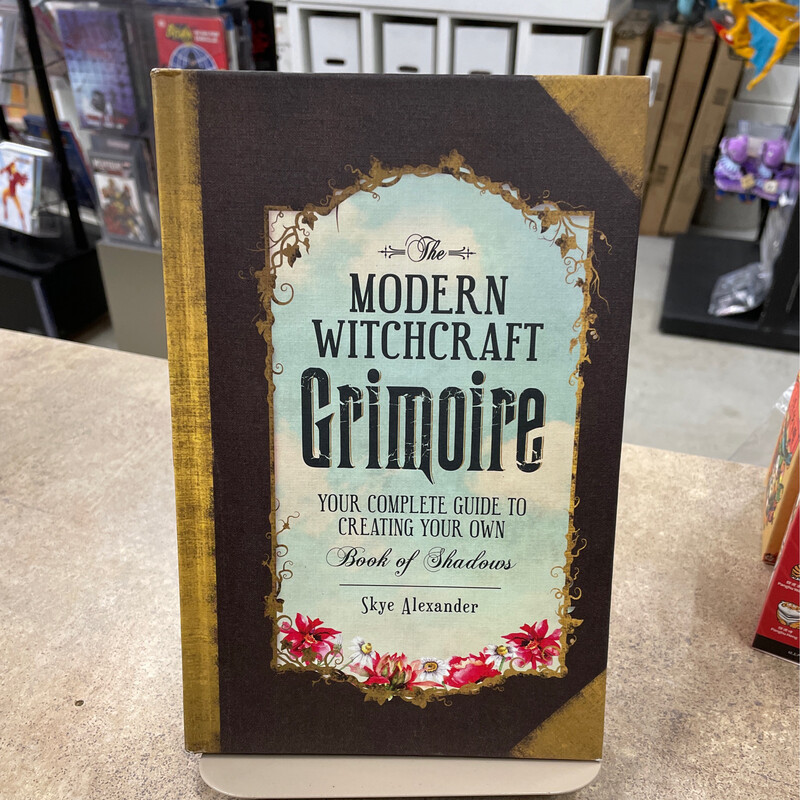 The
MODERN
WITCHCRAFT
Grimoire
YOUR COMPLETE GUIDE TO
CREATING YOUR OWN
Book of Shadows
Skye Alexander